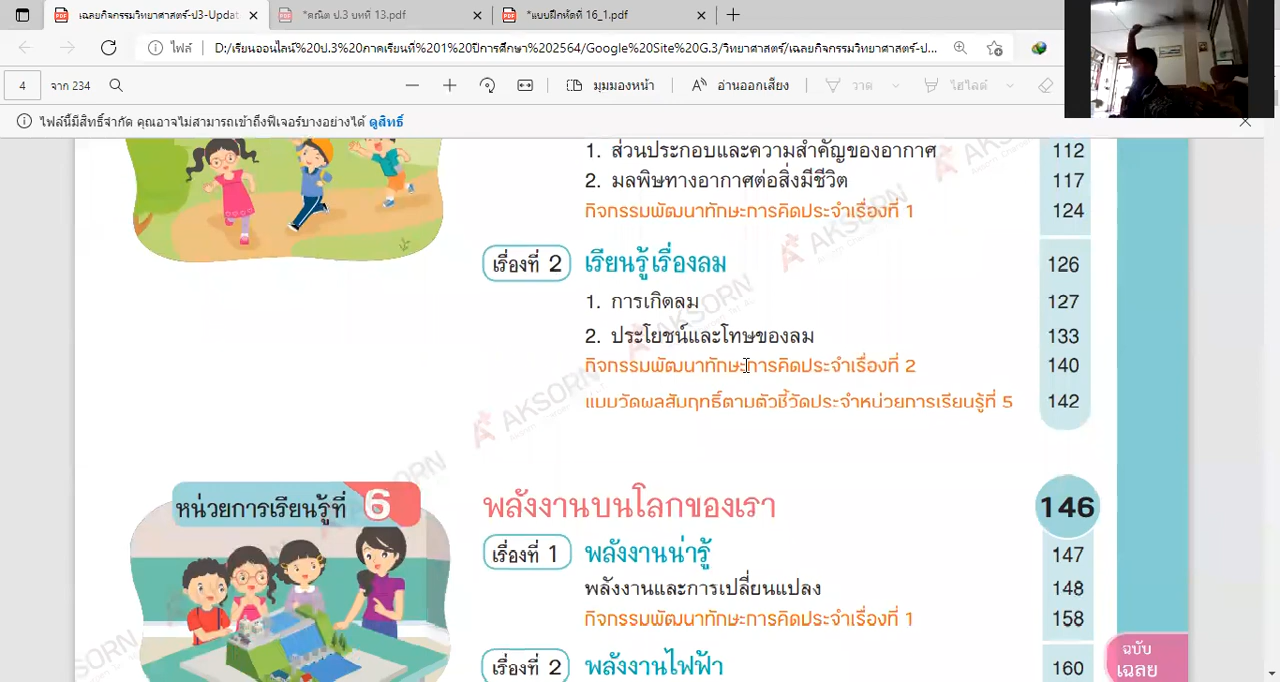 เฉลยกิจกรรมวิทยาศาสตร์-ป3-Updat
*คณิต ป.3 บทที่ 13.pdf
*แบบฝึกหัดที่ 16_1.pdf
ไฟล์ D:/เรียนออนไลน์%20ป.3%20ภาคเรียนที่%201%20ปีการศึกษา%202564/Google%20Site%20G.3/วิทยาศาสตร์/เฉลยกิจกรรมวิทยาศาสตร์-ป...
4 จาก 234 มุมมองหน้า อ่านออกเสียง วาด ไฮไลต์
ไฟล์นี้มีสิทธิ์จำกัด คุณอาจไม่สามารถเข้าถึงฟีเจอร์บางอย่างได้ ดูสิทธิ์
1. ส่วนประกอบและความสำคัญของอากาศ 112
2. มลพิษทางอากาศต่อสิ่งมีชีวิต 117
กิจกรรมพัฒนาทักษะการคิดประจำเรื่องที่ 1 124
เรื่องที่ 2 เรียนรู้เรื่องลม 126
1. การเกิดลม 127
2. ประโยชน์และโทษของลม 133
กิจกรรมพัฒนาทักษะการคิดประจำเรื่องที่ 2 140
แบบวัดผลสัมฤทธิ์ตามตัวชี้วัดประจำหน่วยการเรียนรู้ที่ 5 142
หน่วยการเรียนรู้ที่ 6 พลังงานบนโลกของเรา 146
เรื่องที่ 1 พลังงานน่ารู้ 147
พลังงานและการเปลี่ยนแปลง 148
กิจกรรมพัฒนาทักษะการคิดประจำเรื่องที่ 1 158
เรื่องที่ 2 พลังงานไฟฟ้า 160
ฉบับ
เฉลย
AKSORN
AKSORN
AKSORN
AKSORN